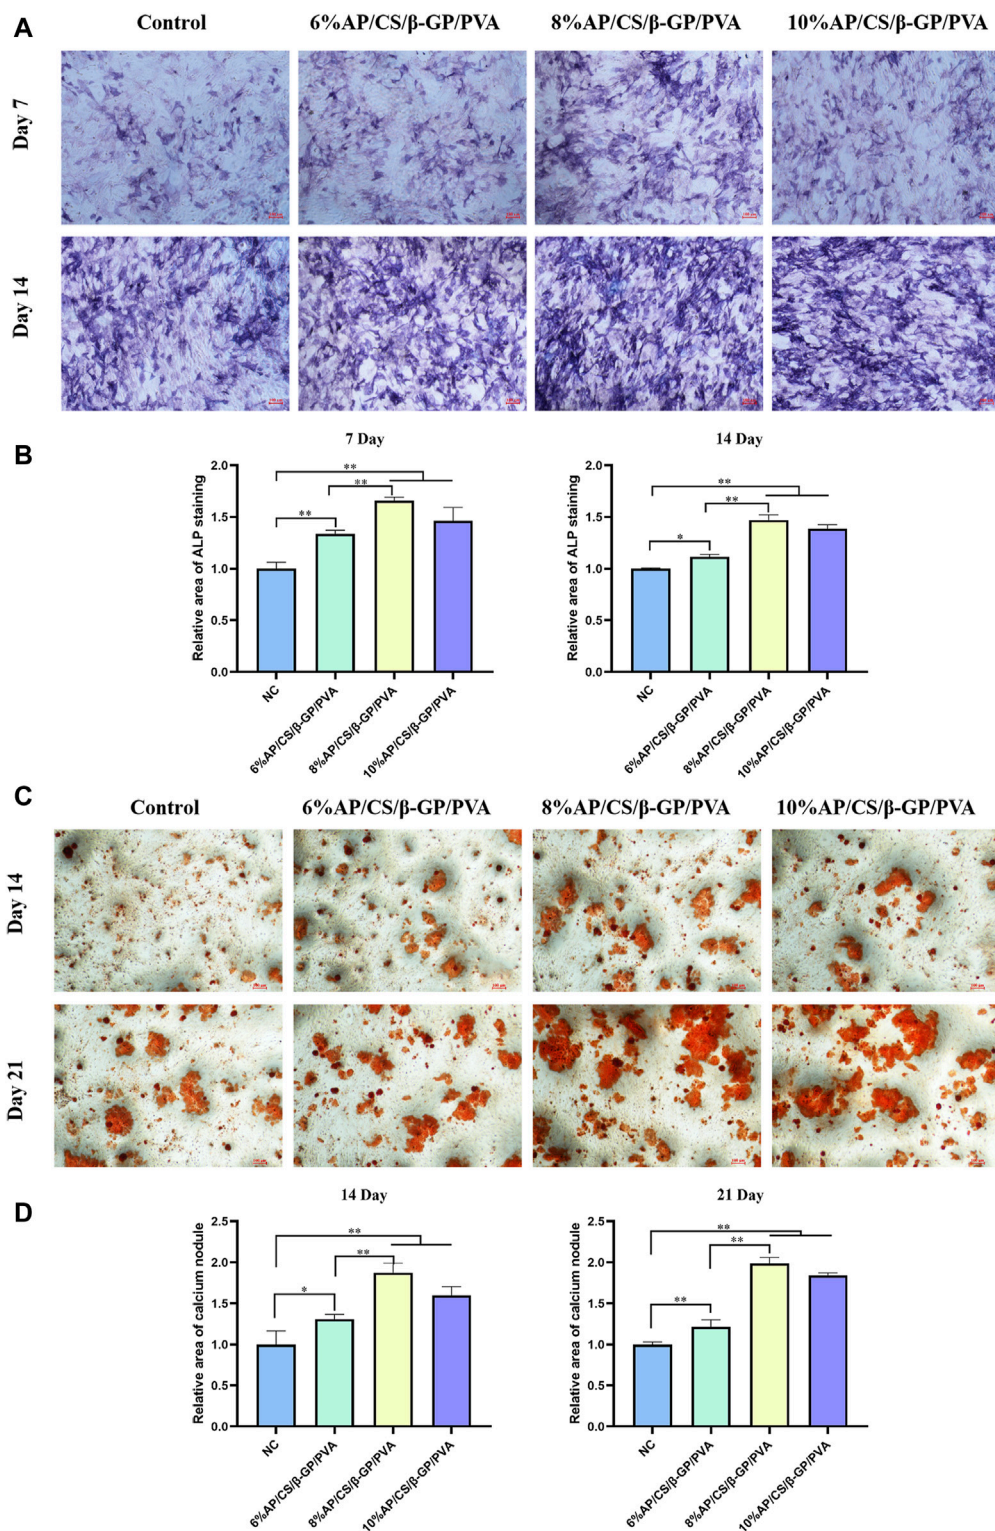 A
Control 6%AP/CS/β-GP/PVA 8%AP/CS/β-GP/PVA 10%AP/CS/β-GP/PVA
Day 7
Day 14
B
7 Day
Relative area of ALP staining
2.0
1.5
1.0
0.5
0.0
**
**
**
NC
6%AP/CS/β-GP/PVA
8%AP/CS/β-GP/PVA
10%AP/CS/β-GP/PVA
14 Day
Relative area of ALP staining
2.0
1.5
1.0
0.5
0.0
**
**
*
NC
6%AP/CS/β-GP/PVA
8%AP/CS/β-GP/PVA
10%AP/CS/β-GP/PVA
C
Control 6%AP/CS/β-GP/PVA 8%AP/CS/β-GP/PVA 10%AP/CS/β-GP/PVA
Day 14
Day 21
D
14 Day
Relative area of calcium nodule
2.5
2.0
1.5
1.0
0.5
0.0
**
**
*
NC
6%AP/CS/β-GP/PVA
8%AP/CS/β-GP/PVA
10%AP/CS/β-GP/PVA
21 Day
Relative area of calcium nodule
2.5
2.0
1.5
1.0
0.5
0.0
**
**
**
NC
6%AP/CS/β-GP/PVA
8%AP/CS/β-GP/PVA
10%AP/CS/β-GP/PVA